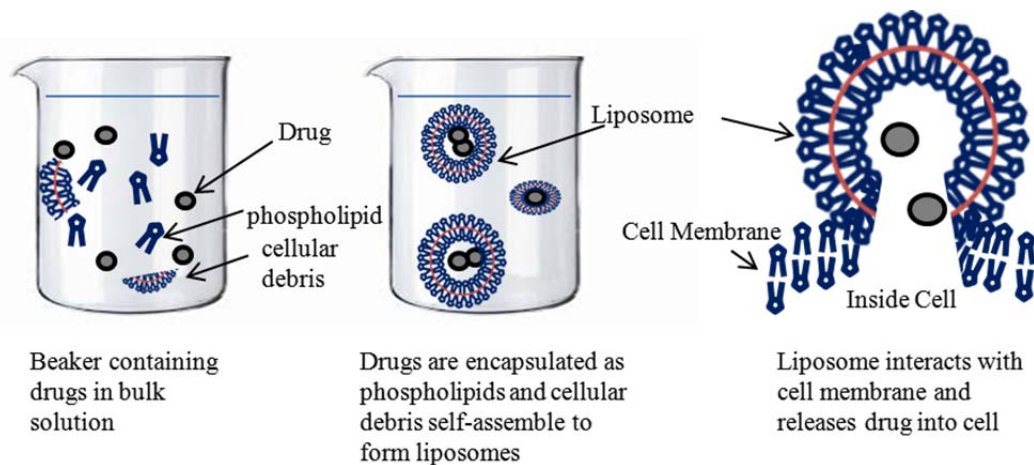 Drug
phospholipid
cellular
debris
Liposome
Cell Membrane
Inside Cell
Beaker containing
drugs in bulk
solution
Drugs are encapsulated as
phospholipids and cellular
debris self-assemble to
form liposomes
Liposome interacts with
cell membrane and
releases drug into cell